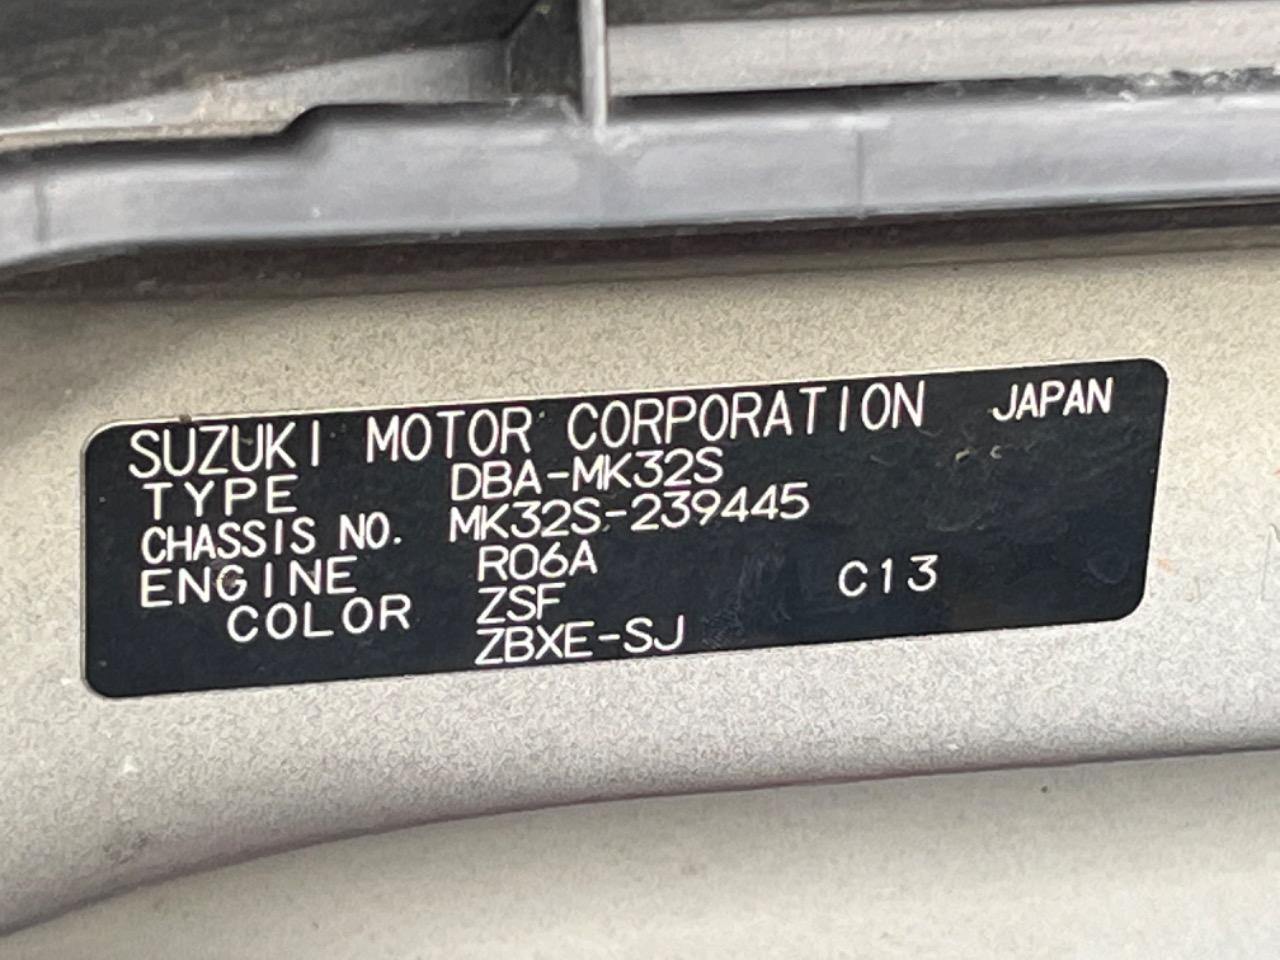 SUZUKI MOTOR CORPORATION JAPAN
TYPE DBA-MK32S
CHASSIS NO. MK32S-239445
ENGINE R06A
COLOR ZSF C13
ZBXE-SJ